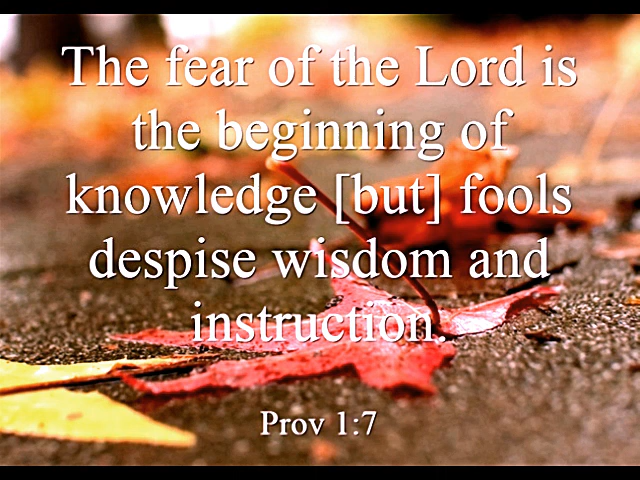 The fear of the Lord is
the beginning of
knowledge [but] fools
despise wisdom and
instruction.
Prov 1:7